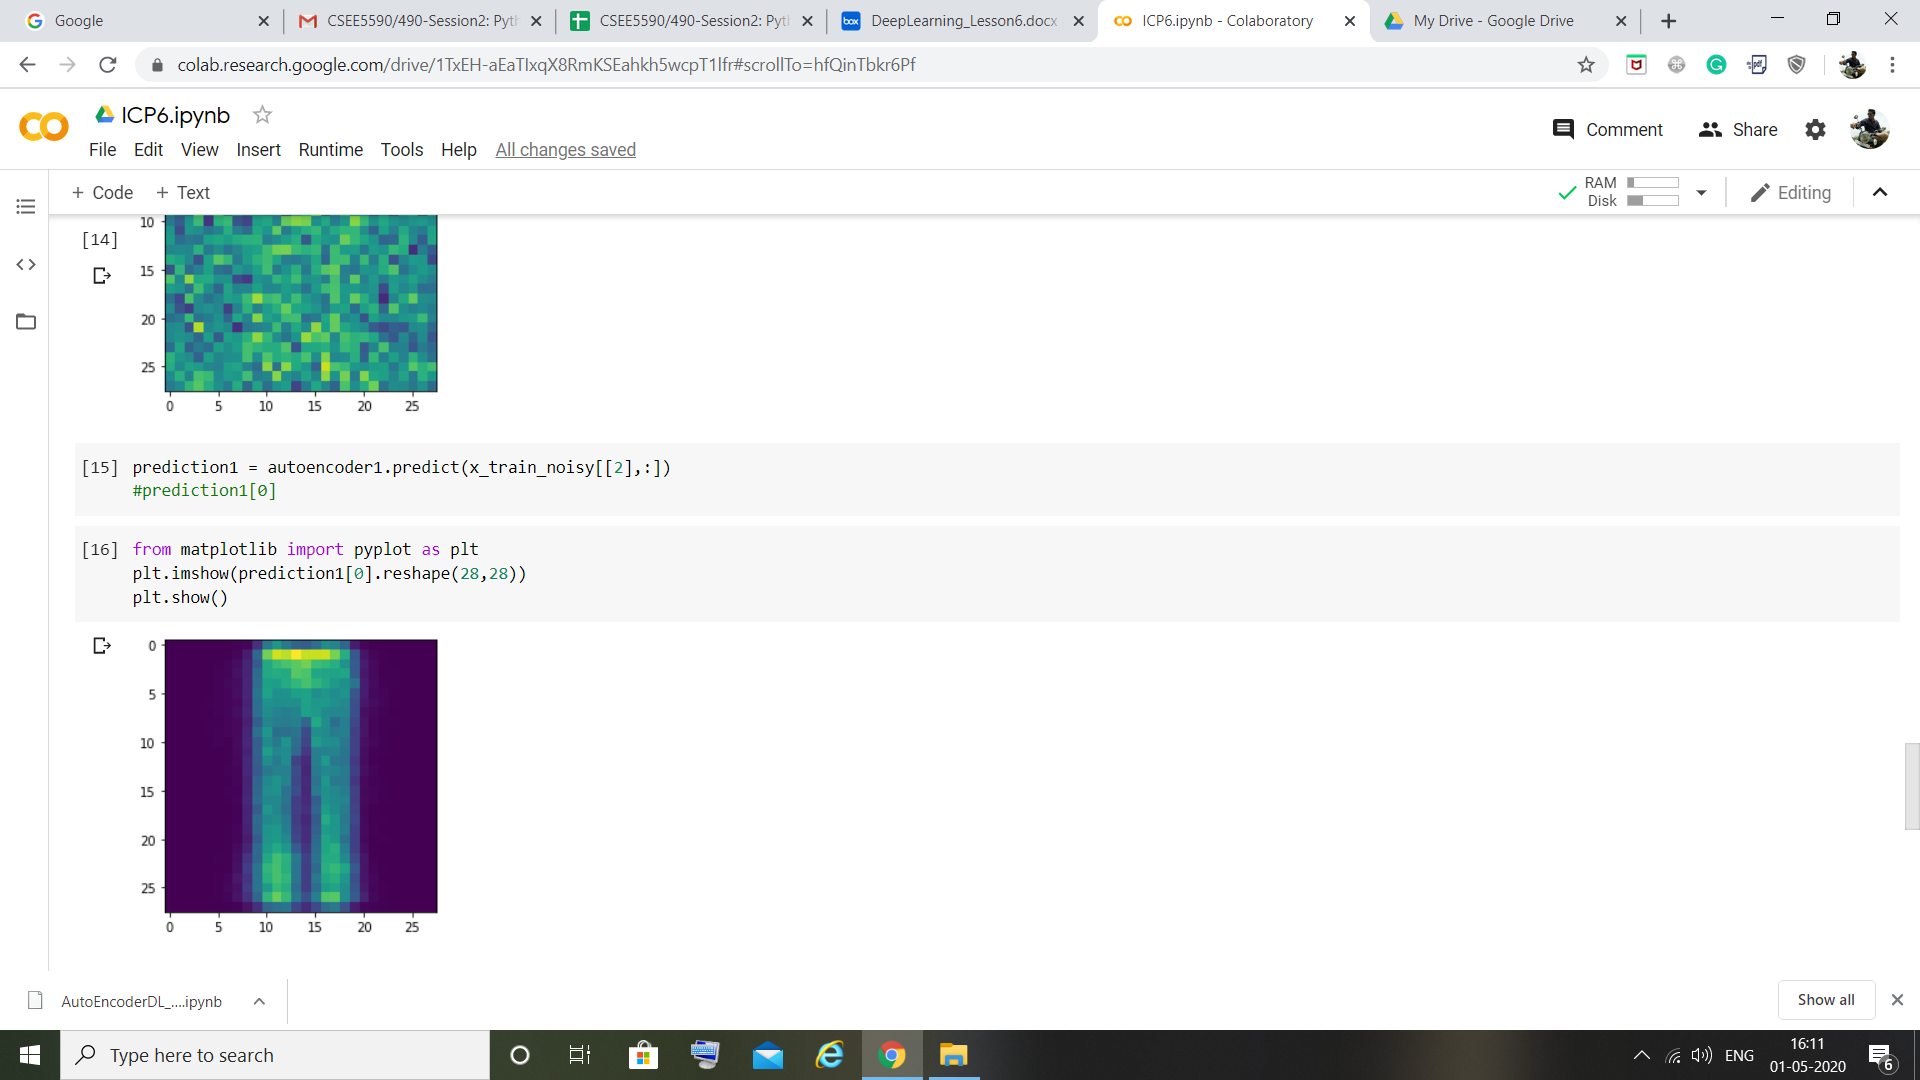 Google
CSEE5590/490-Session2: Pyth
CSEE5590/490-Session2: Pyt
DeepLearning_Lesson6.docx
ICP6.ipynb - Colaboratory
My Drive - Google Drive
colab.research.google.com/drive/1TxEH-aEaTIxqX8RmKSEahkh5wcpT1lfr#scrollTo=hfQinTbkr6Pf
ICP6.ipynb
Comment
Share
File Edit View Insert Runtime Tools Help All changes saved
+ Code + Text
RAM
Disk
Editing
[14]
10
15
20
25
0 5 10 15 20 25
[15] prediction1 = autoencoder1.predict(x_train_noisy[[2],:])
#prediction1[0]
[16] from matplotlib import pyplot as plt
plt.imshow(prediction1[0].reshape(28,28))
plt.show()
0
5
10
15
20
25
0 5 10 15 20 25
AutoEncoderDL_....ipynb
Show all
Type here to search
ENG
16:11
01-05-2020
6